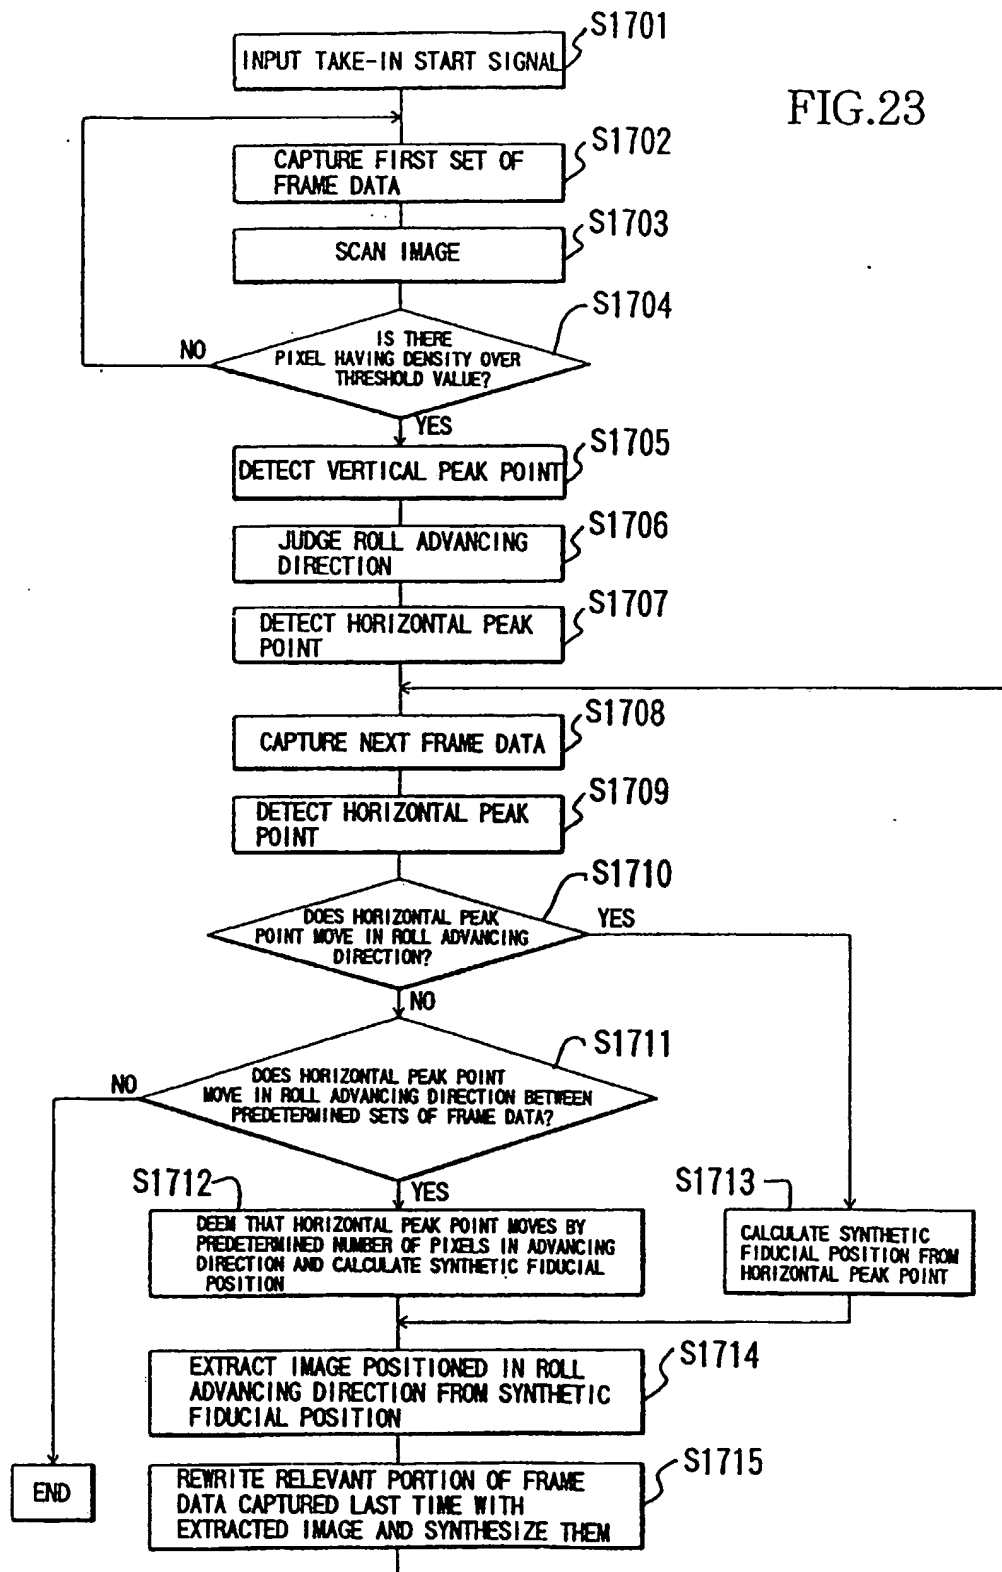 S1701
INPUT TAKE-IN START SIGNAL
FIG.23
S1702
CAPTURE FIRST SET OF
FRAME DATA
S1703
SCAN IMAGE
S1704
IS THERE
PIXEL HAVING DENSITY OVER
THRESHOLD VALUE?
NO
YES
S1705
DETECT VERTICAL PEAK POINT
S1706
JUDGE ROLL ADVANCING
DIRECTION
S1707
DETECT HORIZONTAL PEAK
POINT
S1708
CAPTURE NEXT FRAME DATA
S1709
DETECT HORIZONTAL PEAK
POINT
S1710
DOES HORIZONTAL PEAK
POINT MOVE IN ROLL ADVANCING
DIRECTION?
YES
NO
S1711
DOES HORIZONTAL PEAK POINT
MOVE IN ROLL ADVANCING DIRECTION BETWEEN
PREDETERMINED SETS OF FRAME DATA?
NO
YES
S1712
DEEM THAT HORIZONTAL PEAK POINT MOVES BY
PREDETERMINED NUMBER OF PIXELS IN ADVANCING
DIRECTION AND CALCULATE SYNTHETIC FIDUCIAL
POSITION
S1713
CALCULATE SYNTHETIC
FIDUCIAL POSITION FROM
HORIZONTAL PEAK POINT
S1714
EXTRACT IMAGE POSITIONED IN ROLL
ADVANCING DIRECTION FROM SYNTHETIC
FIDUCIAL POSITION
S1715
REWRITE RELEVANT PORTION OF FRAME
DATA CAPTURED LAST TIME WITH
EXTRACTED IMAGE AND SYNTHESIZE THEM
END